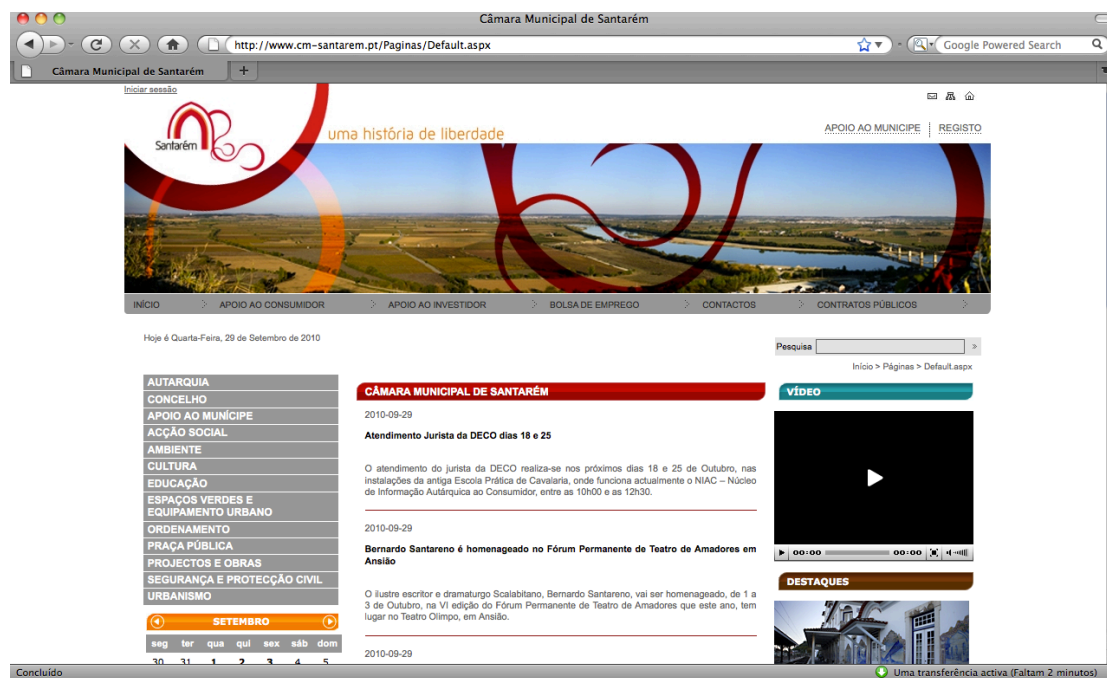 Câmara Municipal de Santarém
http://www.cm-santarem.pt/Paginas/Default.aspx
Google Powered Search
Câmara Municipal de Santarém
Iniciar sessão
Santarém
uma história de liberdade
APOIO AO MUNICIPE
REGISTO
INÍCIO
APOIO AO CONSUMIDOR
APOIO AO INVESTIDOR
BOLSA DE EMPREGO
CONTACTOS
CONTRATOS PÚBLICOS
Hoje é Quarta-Feira, 29 de Setembro de 2010
Pesquisa
Início > Páginas > Default.aspx
AUTARQUIA
CONCELHO
APOIO AO MUNÍCIPE
ACÇÃO SOCIAL
AMBIENTE
CULTURA
EDUCAÇÃO
ESPAÇOS VERDES E
EQUIPAMENTO URBANO
ORDENAMENTO
PRAÇA PÚBLICA
PROJECTOS E OBRAS
SEGURANÇA E PROTECÇÃO CIVIL
URBANISMO
SETEMBRO
seg ter qua qui sex sáb dom
30 31 1 2 3 4 5
CÂMARA MUNICIPAL DE SANTARÉM
2010-09-29
Atendimento Jurista da DECO dias 18 e 25
O atendimento do jurista da DECO realiza-se nos próximos dias 18 e 25 de Outubro, nas
instalações da antiga Escola Prática de Cavalaria, onde funciona actualmente o NIAC – Núcleo
de Informação Autárquica ao Consumidor, entre as 10h00 e as 12h30.
2010-09-29
Bernardo Santareno é homenageado no Fórum Permanente de Teatro de Amadores em
Ansião
O ilustre escritor e dramaturgo Scalabitano, Bernardo Santareno, vai ser homenageado, de 1 a
3 de Outubro, na VI edição do Fórum Permanente de Teatro de Amadores que este ano, tem
lugar no Teatro Olimpo, em Ansião.
2010-09-29
VÍDEO
00:00 00:00
DESTAQUES
Concluído
Uma transferência activa (Faltam 2 minutos)